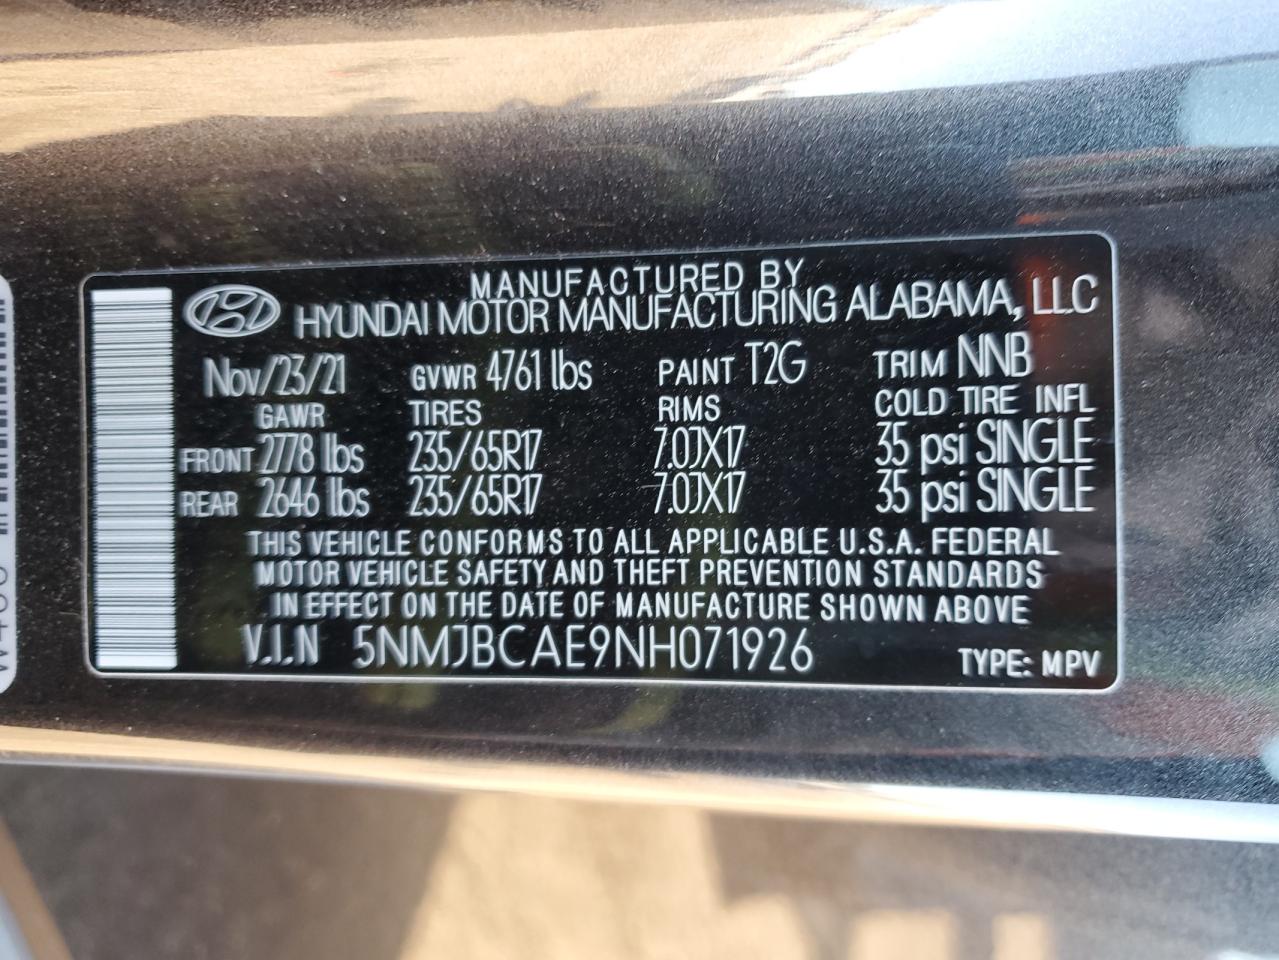 MANUFACTURED BY
HYUNDAI MOTOR MANUFACTURING ALABAMA, LLC
Nov/23/21 GVWR 4761 lbs PAINT T2G TRIM NNB
GAWR TIRES RIMS COLD TIRE INFL
FRONT 2778 lbs 235/65R17 7.0JX17 35 psi SINGLE
REAR 2646 lbs 235/65R17 7.0JX17 35 psi SINGLE
THIS VEHICLE CONFORMS TO ALL APPLICABLE U.S.A. FEDERAL
MOTOR VEHICLE SAFETY AND THEFT PREVENTION STANDARDS
IN EFFECT ON THE DATE OF MANUFACTURE SHOWN ABOVE
V.I.N 5NMJBCAE9NH071926 TYPE: MPV